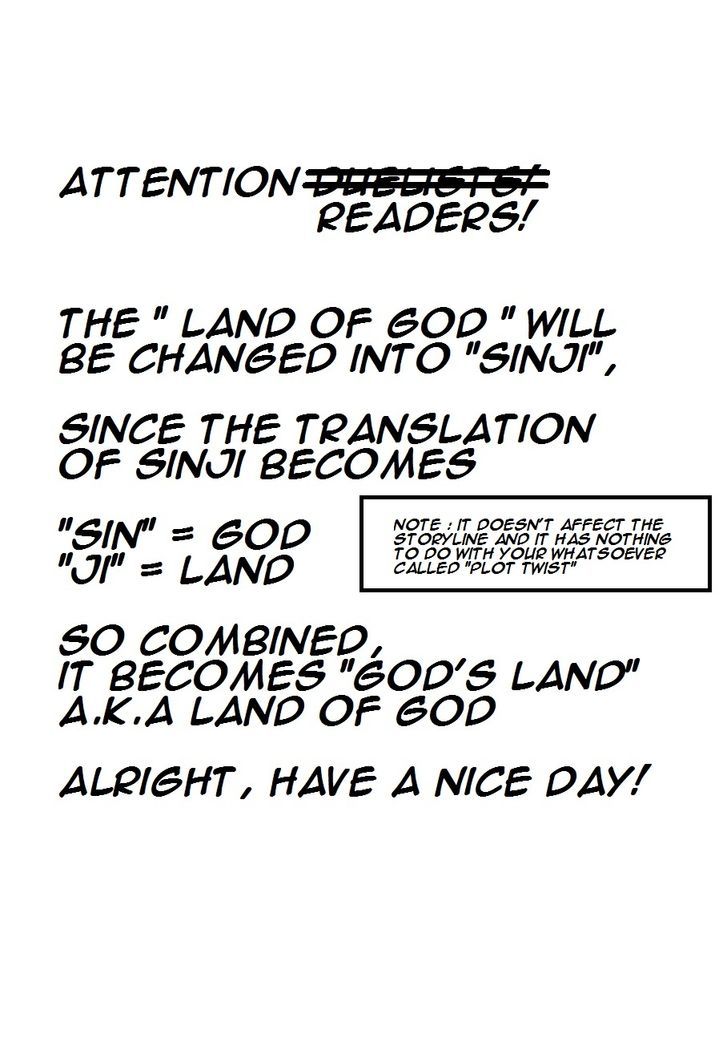 ATTENTION DUELISTS!
READERS!
THE " LAND OF GOD " WILL
BE CHANGED INTO "SINJI",
SINCE THE TRANSLATION
OF SINJI BECOMES
"SIN" = GOD
"JI" = LAND
NOTE : IT DOESN'T AFFECT THE
STORYLINE AND IT HAS NOTHING
TO DO WITH YOUR WHATSOEVER
CALLED "PLOT TWIST"
SO COMBINED,
IT BECOMES "GOD'S LAND"
A.K.A LAND OF GOD
ALRIGHT, HAVE A NICE DAY!